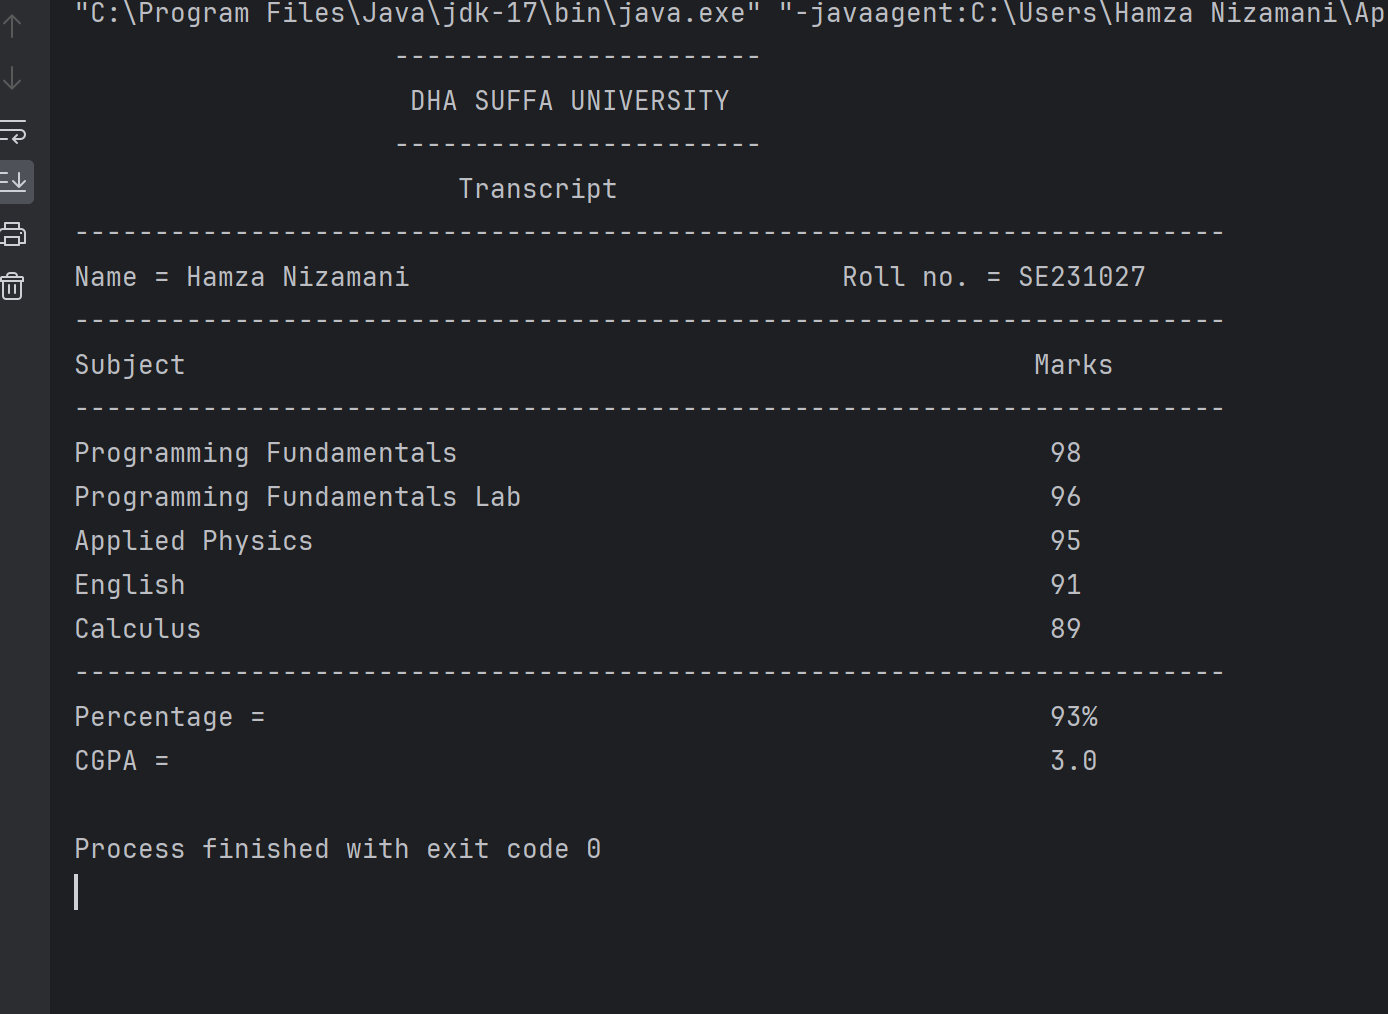 "C:\Program Files\Java\jdk-17\bin\java.exe" "-javaagent:C:\Users\Hamza Nizamani\Ap
-----------------------
DHA SUFFA UNIVERSITY
-----------------------
Transcript
------------------------------------------------------------------------
Name = Hamza Nizamani Roll no. = SE231027
------------------------------------------------------------------------
Subject Marks
------------------------------------------------------------------------
Programming Fundamentals 98
Programming Fundamentals Lab 96
Applied Physics 95
English 91
Calculus 89
------------------------------------------------------------------------
Percentage = 93%
CGPA = 3.0
Process finished with exit code 0